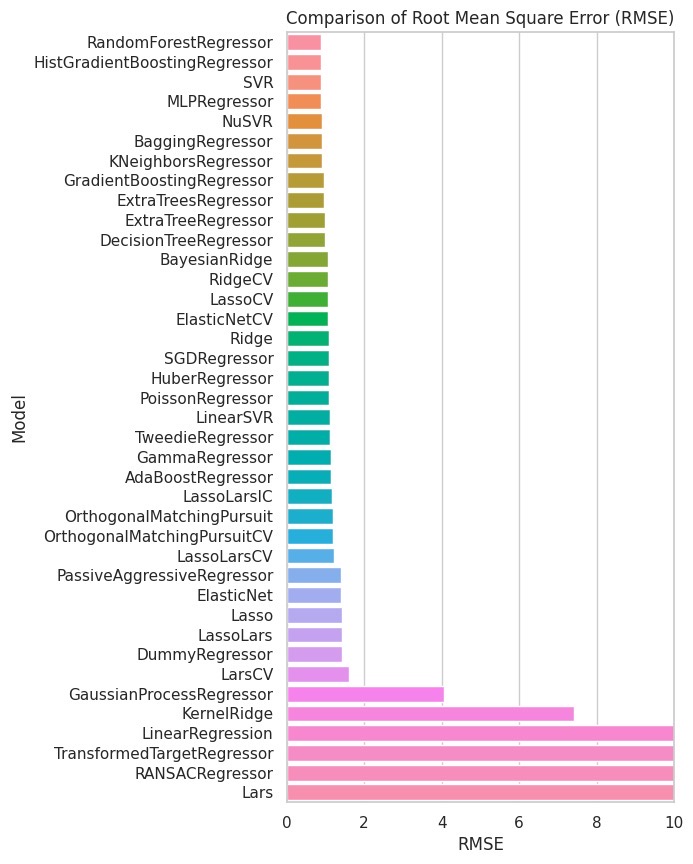 Comparison of Root Mean Square Error (RMSE)
RandomForestRegressor
HistGradientBoostingRegressor
SVR
MLPRegressor
NuSVR
BaggingRegressor
KNeighborsRegressor
GradientBoostingRegressor
ExtraTreesRegressor
ExtraTreeRegressor
DecisionTreeRegressor
BayesianRidge
RidgeCV
LassoCV
ElasticNetCV
Ridge
SGDRegressor
HuberRegressor
PoissonRegressor
LinearSVR
TweedieRegressor
GammaRegressor
AdaBoostRegressor
LassoLarsIC
OrthogonalMatchingPursuit
OrthogonalMatchingPursuitCV
LassoLarsCV
PassiveAggressiveRegressor
ElasticNet
Lasso
LassoLars
DummyRegressor
LarsCV
GaussianProcessRegressor
KernelRidge
LinearRegression
TransformedTargetRegressor
RANSACRegressor
Lars
Model
0 2 4 6 8 10
RMSE